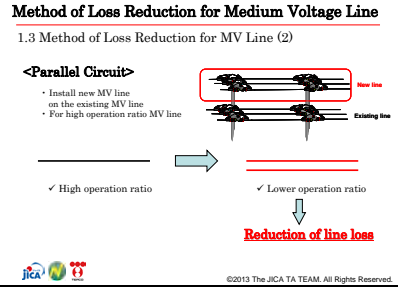 Method of Loss Reduction for Medium Voltage Line
1.3 Method of Loss Reduction for MV Line (2)
<Parallel Circuit>
・Install new MV line
on the existing MV line
・For high operation ratio MV line
New line
Existing line
✓ High operation ratio
✓ Lower operation ratio
Reduction of line loss
jica
©2013 The JICA TA TEAM. All Rights Reserved.